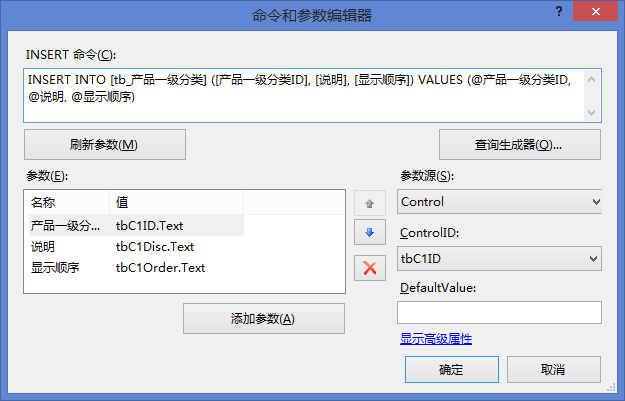 命令和参数编辑器
?
INSERT 命令(C):
INSERT INTO [tb_产品一级分类] ([产品一级分类ID], [说明], [显示顺序]) VALUES (@产品一级分类ID,
@说明, @显示顺序)
刷新参数(M)
查询生成器(Q)...
参数(E):
参数源(S):
名称 值
Control
产品一级分... tbC1ID.Text
说明 tbC1Disc.Text
显示顺序 tbC1Order.Text
ControlID:
tbC1ID
DefaultValue:
添加参数(A)
显示高级属性
确定
取消